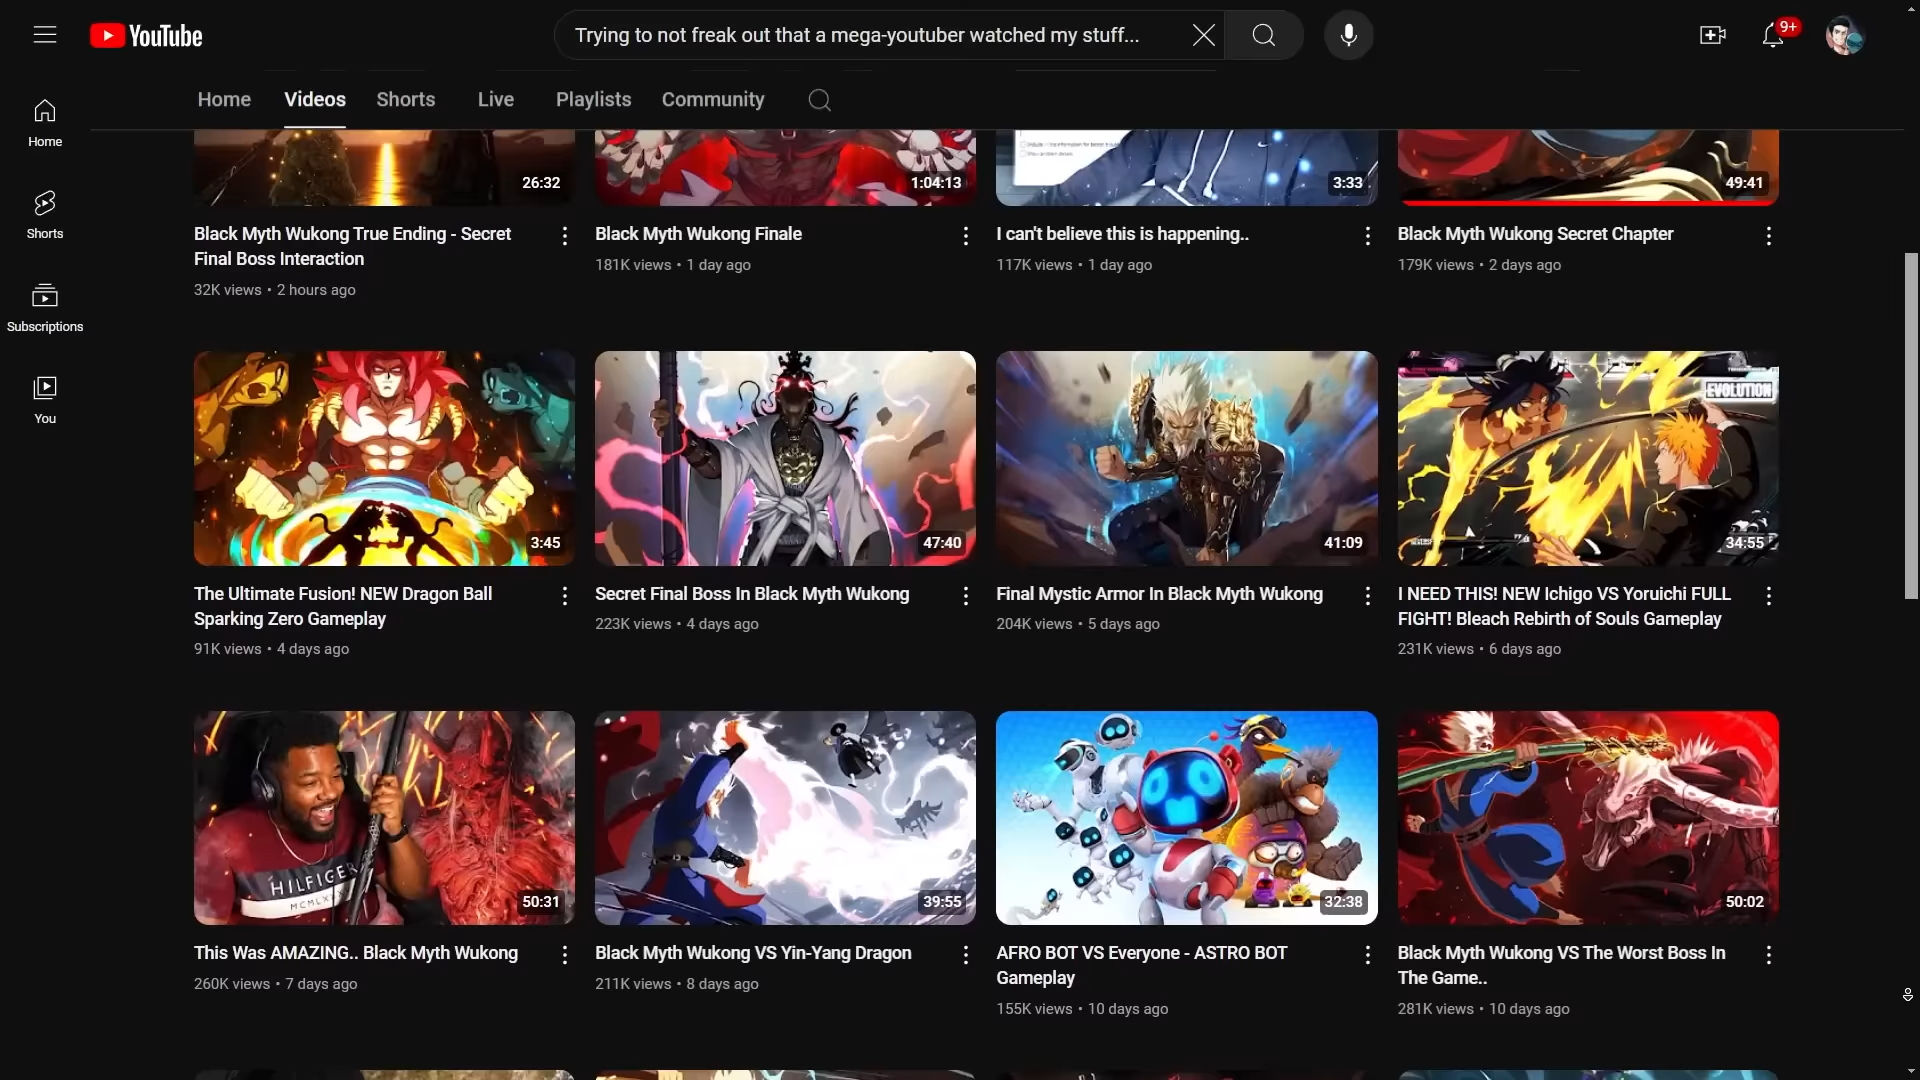 YouTube
Trying to not freak out that a mega-youtuber watched my stuff...
9+
Home
Videos
Shorts
Live
Playlists
Community
Home
Shorts
Subscriptions
You
26:32
1:04:13
3:33
49:41
Black Myth Wukong True Ending - Secret
Final Boss Interaction
32K views • 2 hours ago
Black Myth Wukong Finale
181K views • 1 day ago
I can't believe this is happening..
117K views • 1 day ago
Black Myth Wukong Secret Chapter
179K views • 2 days ago
3:45
47:40
41:09
EVOLUTION
34:55
The Ultimate Fusion! NEW Dragon Ball
Sparking Zero Gameplay
91K views • 4 days ago
Secret Final Boss In Black Myth Wukong
223K views • 4 days ago
Final Mystic Armor In Black Myth Wukong
204K views • 5 days ago
I NEED THIS! NEW Ichigo VS Yoruichi FULL
FIGHT! Bleach Rebirth of Souls Gameplay
231K views • 6 days ago
HILFIGER
50:31
39:55
32:38
50:02
This Was AMAZING.. Black Myth Wukong
260K views • 7 days ago
Black Myth Wukong VS Yin-Yang Dragon
211K views • 8 days ago
AFRO BOT VS Everyone - ASTRO BOT
Gameplay
155K views • 10 days ago
Black Myth Wukong VS The Worst Boss In
The Game..
281K views • 10 days ago